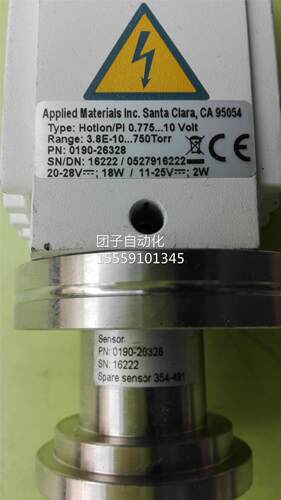 Applied Materials Inc. Santa Clara, CA 95054
Type: Hotion/PI 0.775...10 Volt
Range: 3.8E-10...750Torr
PN: 0190-26328
SN/DN: 16222 / 0527916222
20-28V⎓; 18W / 11-25V⎓; 2W
CE
团子自动化
15559101345
Sensor
PN: 0190-26328
SN: 16222
Spare sensor 354-491